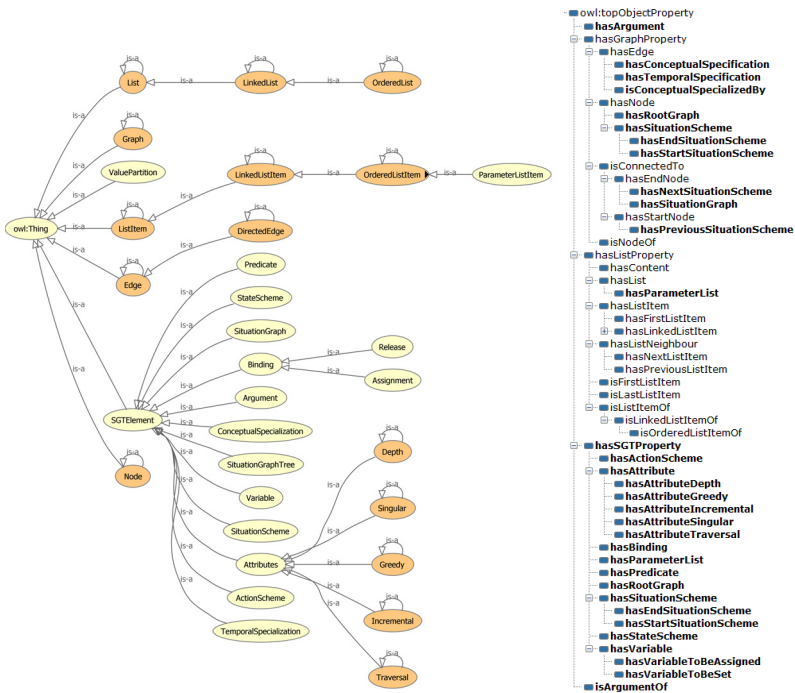 is-a
is-a
is-a
List
is-a
LinkedList
is-a
OrderedList
is-a
is-a
Graph
is-a
is-a
is-a
is-a
ValuePartition
is-a
LinkedListItem
is-a
OrderedListItem
is-a
ParameterListItem
is-a
is-a
is-a
is-a
is-a
owl:Thing
is-a
ListItem
DirectedEdge
is-a
is-a
is-a
Edge
Predicate
is-a
StateScheme
is-a
is-a
SituationGraph
is-a
is-a
Release
is-a
Binding
is-a
Assignment
is-a
Argument
is-a
SGTElement
is-a
ConceptualSpecialization
is-a
is-a
is-a
Depth
SituationGraphTree
is-a
Node
is-a
is-a
Variable
Singular
is-a
SituationScheme
is-a
is-a
Attributes
is-a
Greedy
is-a
is-a
is-a
ActionScheme
is-a
Incremental
is-a
TemporalSpecialization
is-a
is-a
Traversal
owl:topObjectProperty
hasArgument
hasGraphProperty
hasEdge
hasConceptualSpecification
hasTemporalSpecification
isConceptualSpecializedBy
hasNode
hasRootGraph
hasSituationScheme
hasEndSituationScheme
hasStartSituationScheme
isConnectedTo
hasEndNode
hasNextSituationScheme
hasSituationGraph
hasStartNode
hasPreviousSituationScheme
isNodeOf
hasListProperty
hasContent
hasList
hasParameterList
hasListItem
hasFirstListItem
hasLinkedListItem
hasListNeighbour
hasNextListItem
hasPreviousListItem
isFirstListItem
isLastListItem
isListItemOf
isLinkedListItemOf
isOrderedListItemOf
hasSGTProperty
hasActionScheme
hasAttribute
hasAttributeDepth
hasAttributeGreedy
hasAttributeIncremental
hasAttributeSingular
hasAttributeTraversal
hasBinding
hasParameterList
hasPredicate
hasRootGraph
hasSituationScheme
hasEndSituationScheme
hasStartSituationScheme
hasStateScheme
hasVariable
hasVariableToBeAssigned
hasVariableToBeSet
isArgumentOf